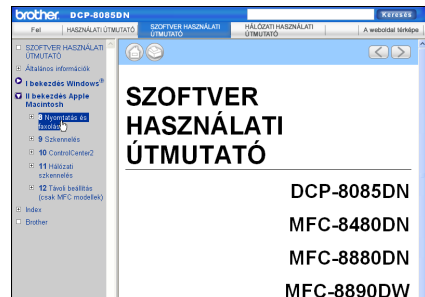 brother DCP-8085DN
Keresés
Fel
HASZNÁLATI ÚTMUTATÓ
SZOFTVER HASZNÁLATI
ÚTMUTATÓ
HÁLÓZATI HASZNÁLATI
ÚTMUTATÓ
A weboldal térképe
SZOFTVER HASZNÁLATI
ÚTMUTATÓ
Általános információk
I bekezdés Windows®
II bekezdés Apple
Macintosh
8 Nyomtatás és
faxolás
9 Szkennelés
10 ControlCenter2
11 Hálózati
szkennelés
12 Távoli beállítás
(csak MFC modellek)
Index
Brother
SZOFTVER
HASZNÁLATI
ÚTMUTATÓ
DCP-8085DN
MFC-8480DN
MFC-8880DN
MFC-8890DW